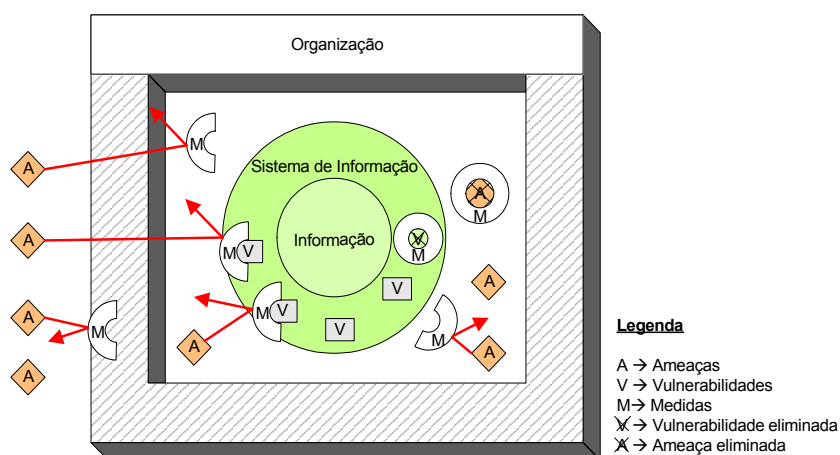 Organização
M
A
Sistema de Informação
A
M
A
Informação
V
M
M V
A
V
A
A
M V
M
V
M
A
A
A
Legenda
A → Ameaças
V → Vulnerabilidades
M → Medidas
V → Vulnerabilidade eliminada
A → Ameaça eliminada